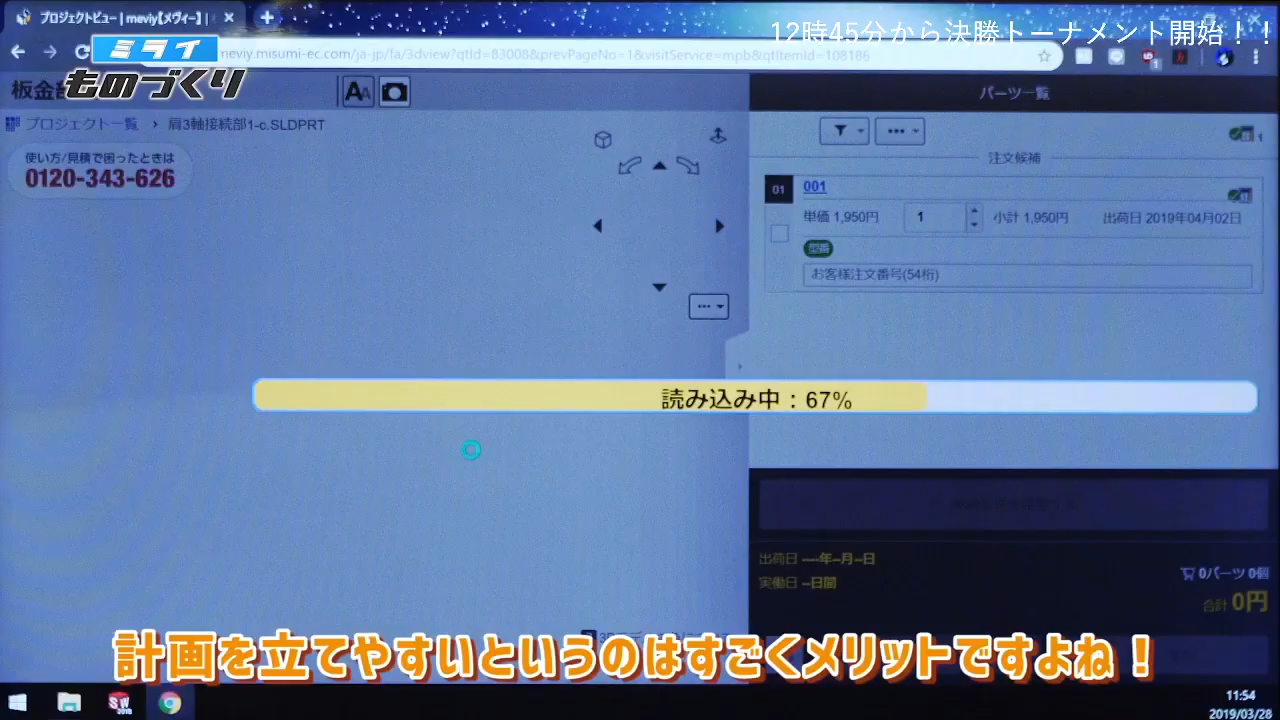 プロジェクトビュー | meviy【メヴィー】 |
12時45分から決勝トーナメント開始！！
meviy.misumi-ec.com/ja-jp/fa/3dview?qtId=83008&prevPageNo=1&visitService=mpb&qtItemId=108186
ミライ
ものづくり
板金
AA
パーツ一覧
プロジェクト一覧 > 肩3軸接続部1-c.SLDPRT
使い方/見積で困ったときは
0120-343-626
注文候補
01
001
単価 1,950円
1
小計 1,950円
出荷日 2019年04月02日
型番
お客様注文番号(54桁)
読み込み中：67%
出荷日 ----年--月--日
実働日 --日間
0パーツ 0個
合計 0円
計画を立てやすいというのはすごくメリットですよね！
SW
2018
11:54
2019/03/28